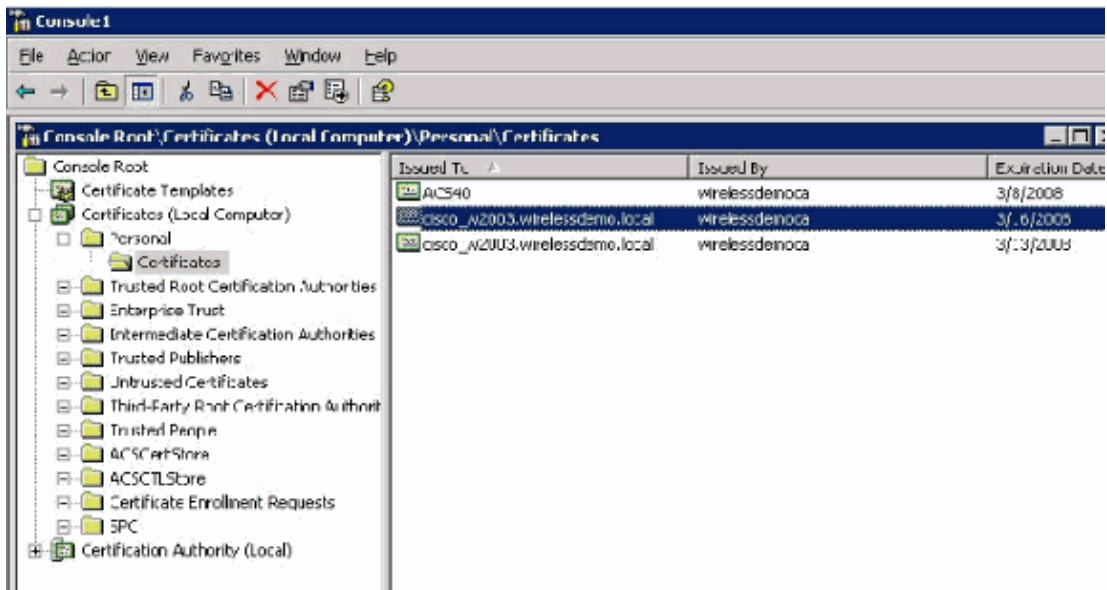 Console1
File Action View Favorites Window Help
Console Root\Certificates (Local Computer)\Personal\Certificates
Console Root
Certificate Templates
Certificates (Local Computer)
Personal
Certificates
Trusted Root Certification Authorities
Enterprise Trust
Intermediate Certification Authorities
Trusted Publishers
Untrusted Certificates
Third-Party Root Certification Authorit
Trusted People
ACSCertStore
ACSCTLStore
Certificate Enrollment Requests
SPC
Certification Authority (Local)
Issued To Issued By Expiration Date
ACS40 wirelessdemoca 3/8/2008
cisco_w2003.wirelessdemo.local wirelessdemoca
cisco_w2003.wirelessdemo.local wirelessdemoca